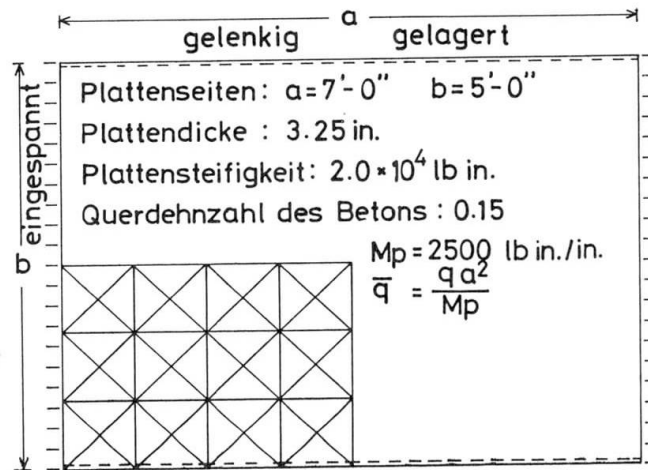 a
gelenkig gelagert
eingespannt
b
Plattenseiten: a=7'-0" b=5'-0"
Plattendicke : 3.25 in.
Plattensteifigkeit: 2.0×10⁴ lb in.
Querdehnzahl des Betons : 0.15
Mp = 2500 lb in./in.
q̅ = q a² / Mp